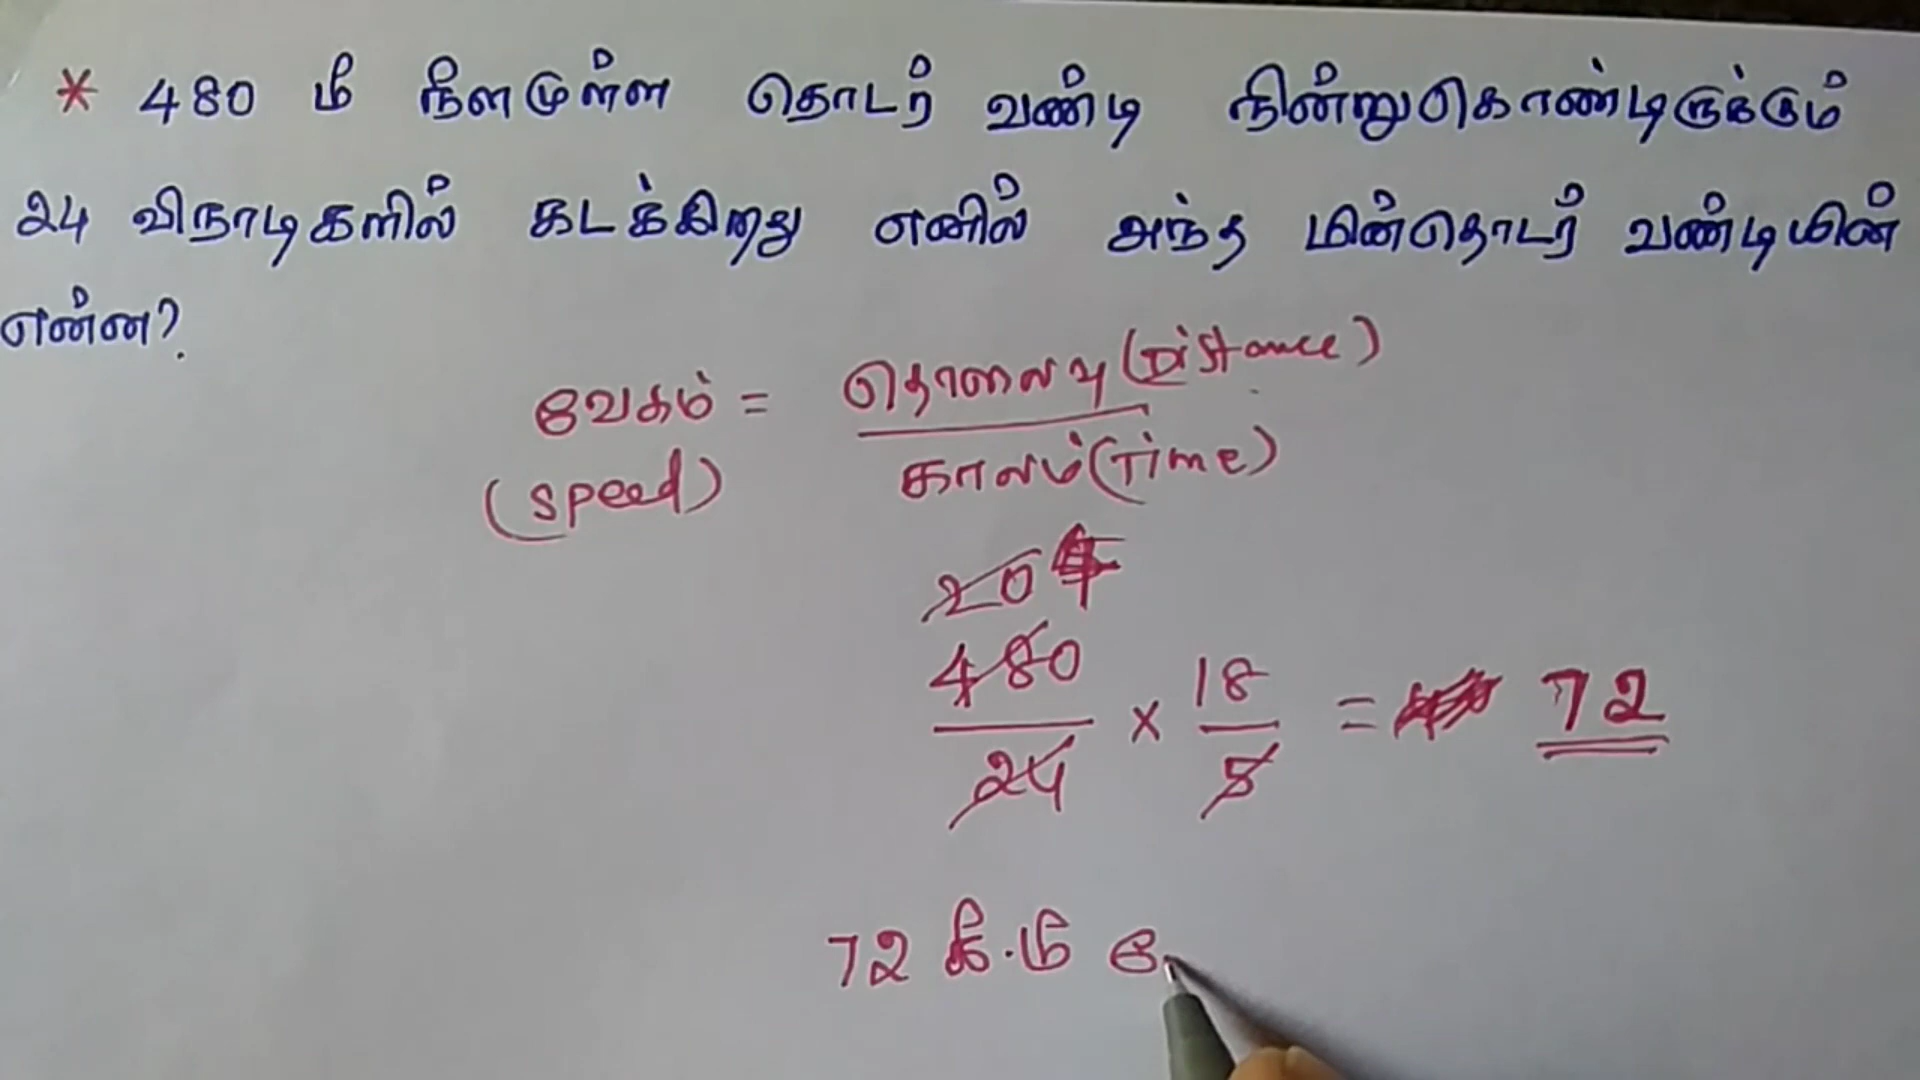 * 480 மீ நீளமுள்ள தொடர் வண்டி நின்றுகொண்டிருக்கும்
24 விநாடிகளில் கடக்கிறது எனில் அந்த மின்தொடர் வண்டியின்
என்ன?
வேகம் = தொலைவு (Distance)
(speed) காலம் (Time)
20 4
480 18
× = 72
24 5
72 கி.மீ